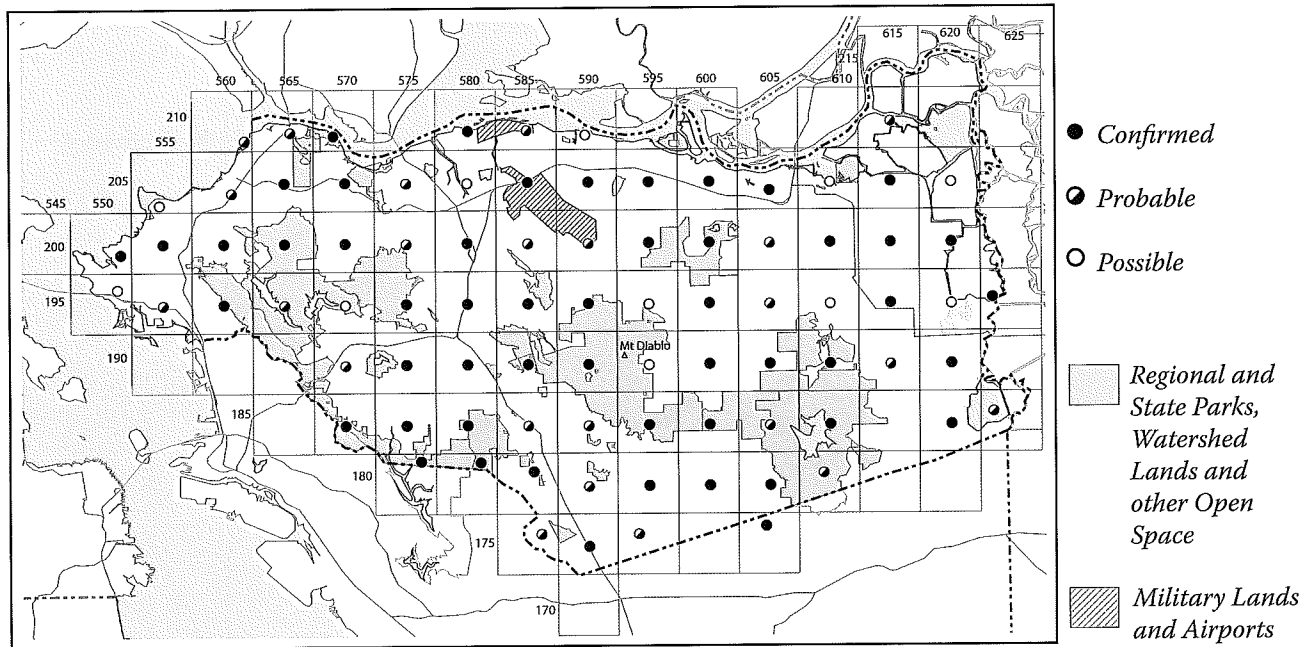 615 620 625
215
560 565 570 575 580 585 590 595 600 605 610
210
555
205
545 550
200
195
190
Mt Diablo
185
180
175
170
Confirmed
Probable
Possible
Regional and
State Parks,
Watershed
Lands and
other Open
Space
Military Lands
and Airports